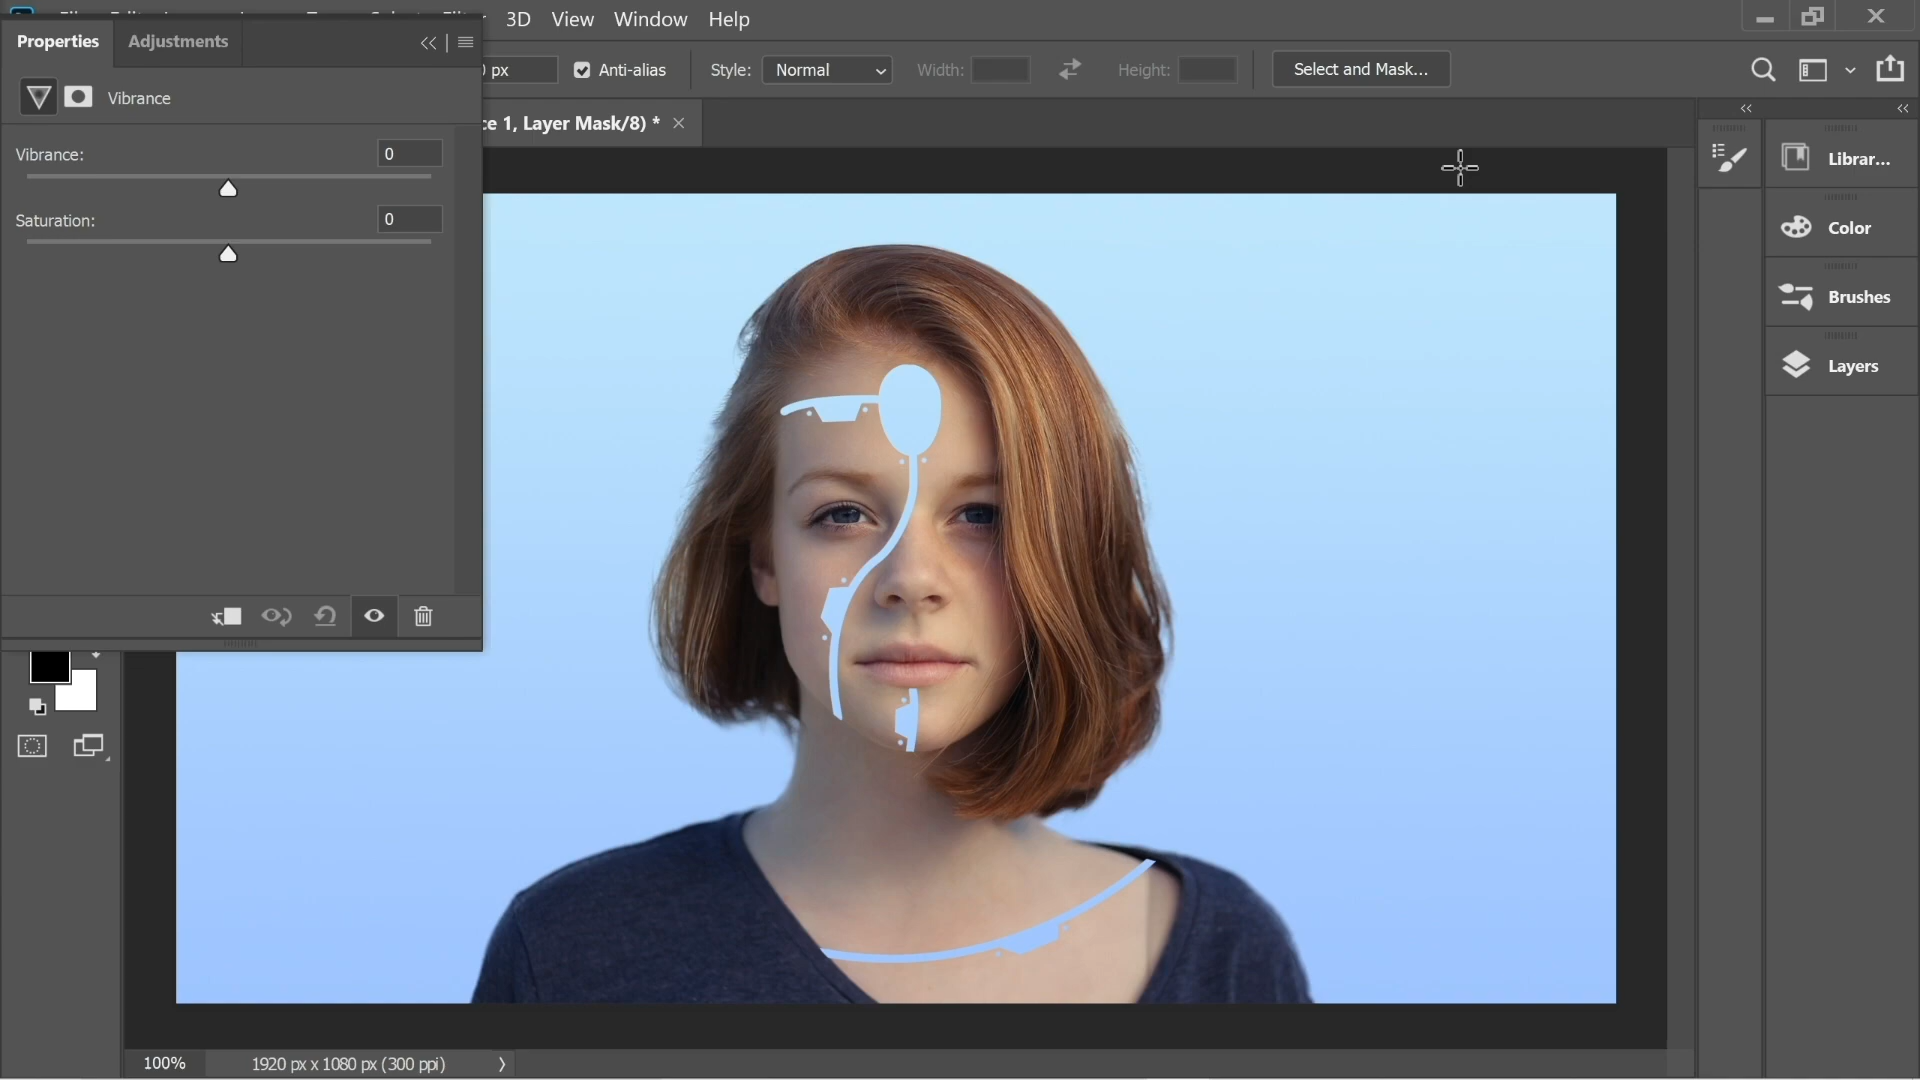 3D View Window Help
Properties Adjustments
px Anti-alias Style: Normal Width: Height: Select and Mask...
Vibrance
ce 1, Layer Mask/8) *
Vibrance: 0
Saturation: 0
Librar...
Color
Brushes
Layers
100% 1920 px x 1080 px (300 ppi)